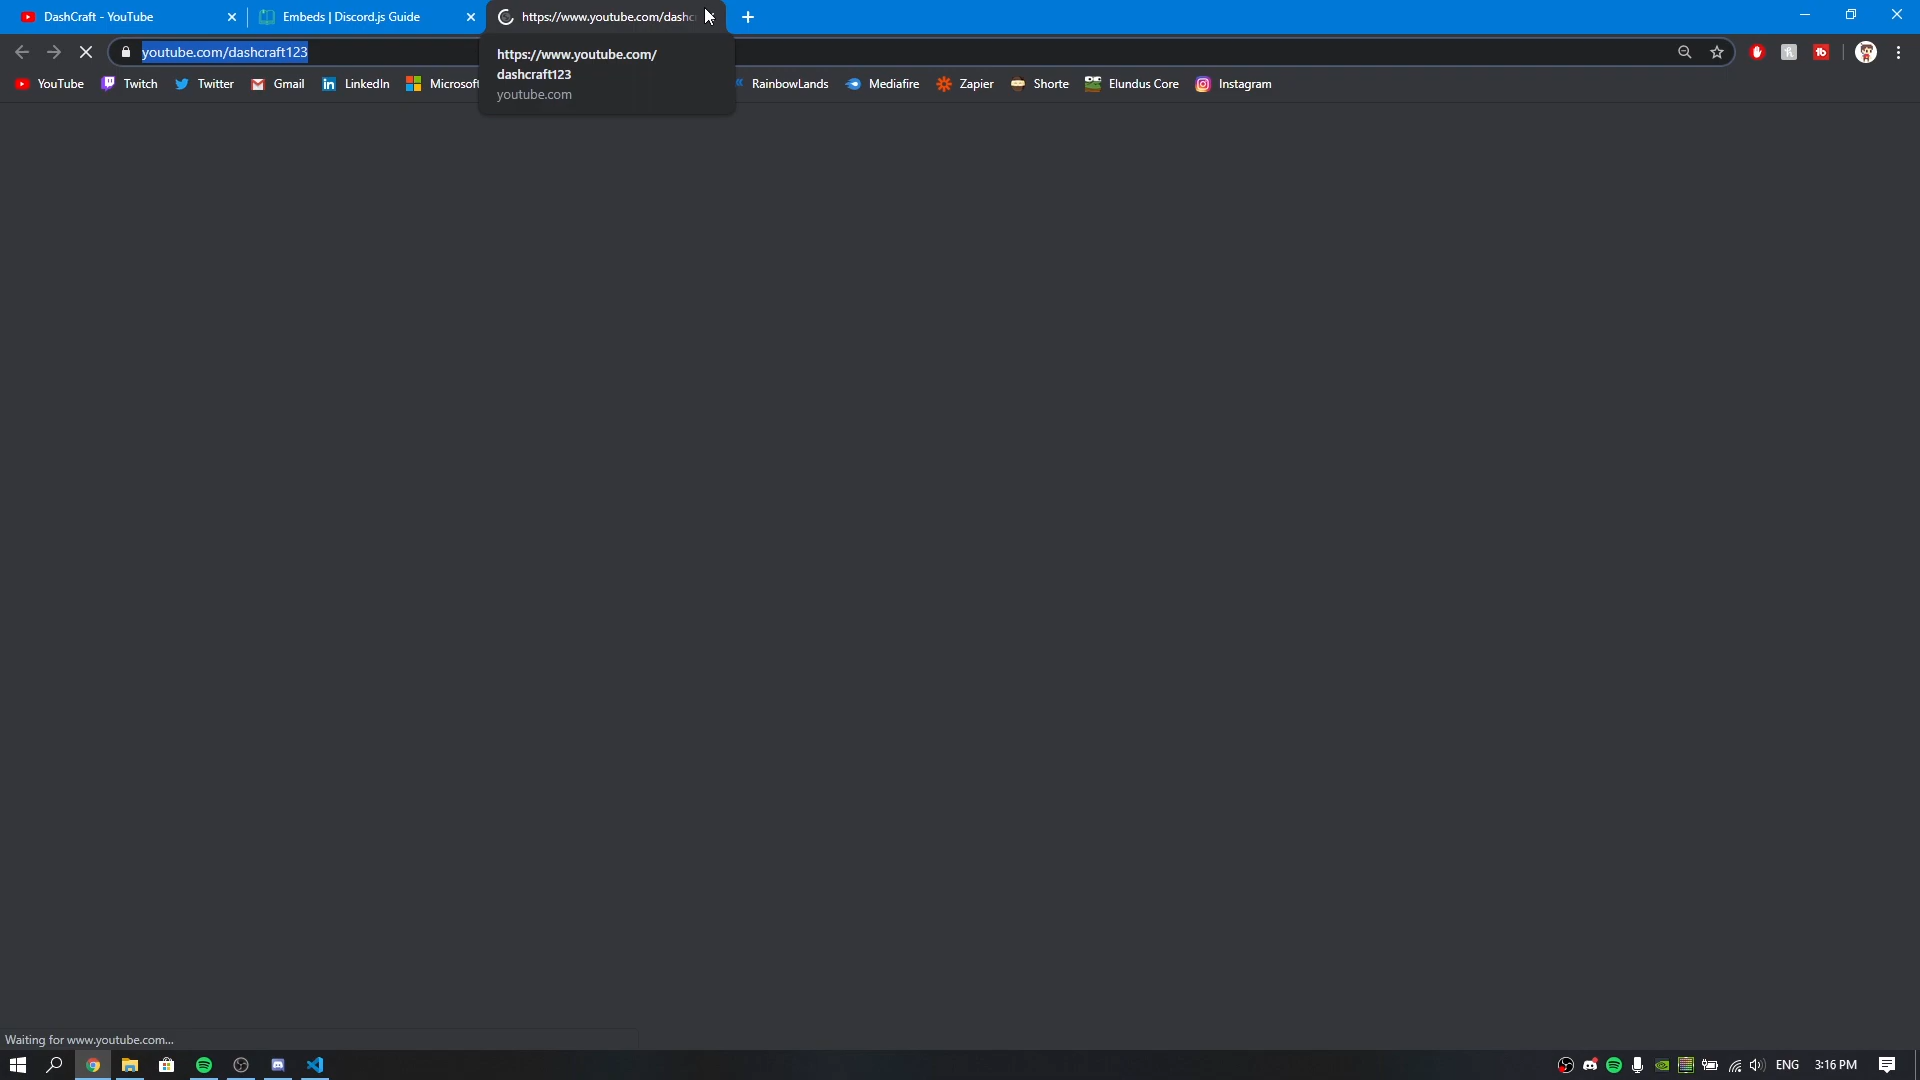 DashCraft - YouTube
Embeds | Discord.js Guide
https://www.youtube.com/dashc
youtube.com/dashcraft123
https://www.youtube.com/
dashcraft123
youtube.com
YouTube
Twitch
Twitter
Gmail
LinkedIn
Microsoft
RainbowLands
Mediafire
Zapier
Shorte
Elundus Core
Instagram
Waiting for www.youtube.com...
ENG
3:16 PM